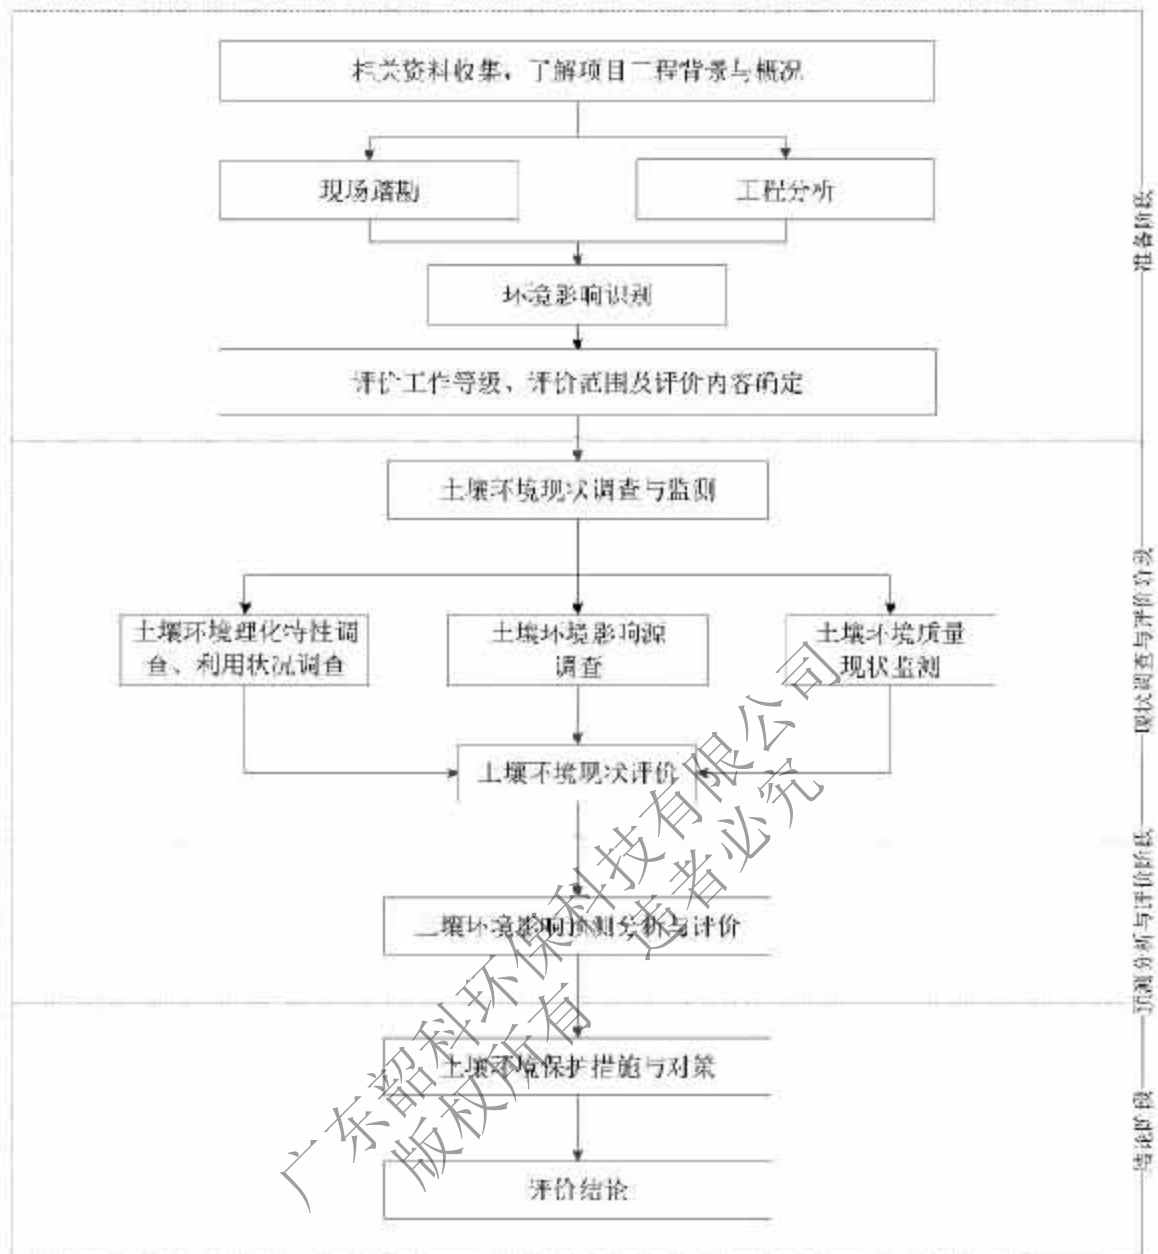 相关资料收集，了解项目工程背景与概况
现场踏勘
工程分析
环境影响识别
评价工作等级、评价范围及评价内容确定
准备阶段
土壤环境现状调查与监测
土壤环境理化特性调
查、利用状况调查
土壤环境影响源
调查
土壤环境质量
现状监测
土壤环境现状评价
现状调查与评价阶段
土壤环境影响预测分析与评价
预测分析与评价阶段
土壤环境保护措施与对策
评价结论
结论阶段
广东韶科环保科技有限公司
版权所有 违者必究